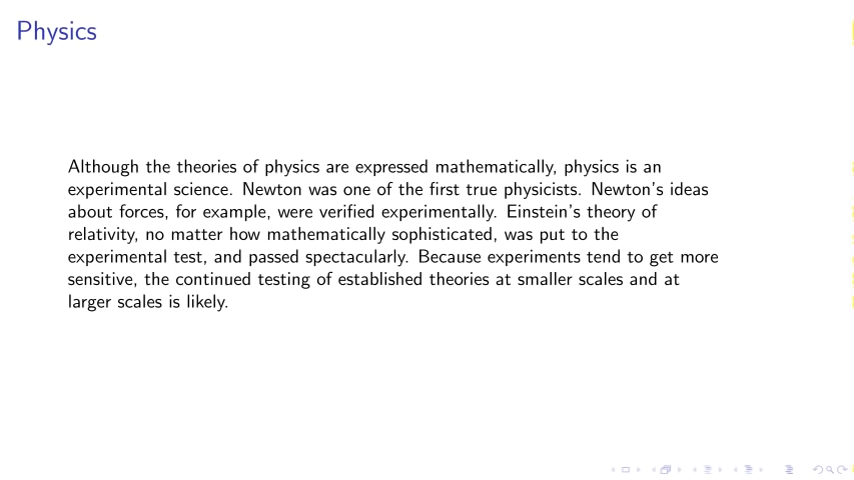 Physics
Although the theories of physics are expressed mathematically, physics is an
experimental science. Newton was one of the first true physicists. Newton's ideas
about forces, for example, were verified experimentally. Einstein's theory of
relativity, no matter how mathematically sophisticated, was put to the
experimental test, and passed spectacularly. Because experiments tend to get more
sensitive, the continued testing of established theories at smaller scales and at
larger scales is likely.